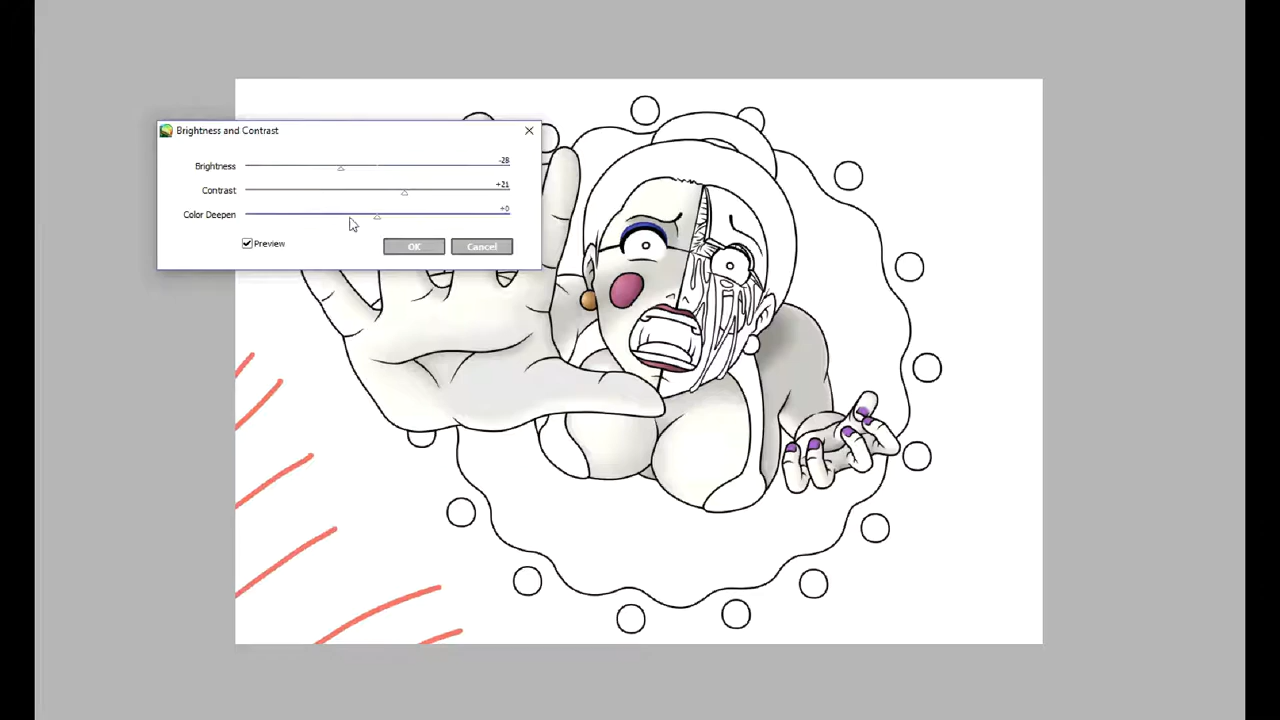 Brightness and Contrast
Brightness -28
Contrast +21
Color Deepen +0
Preview OK Cancel